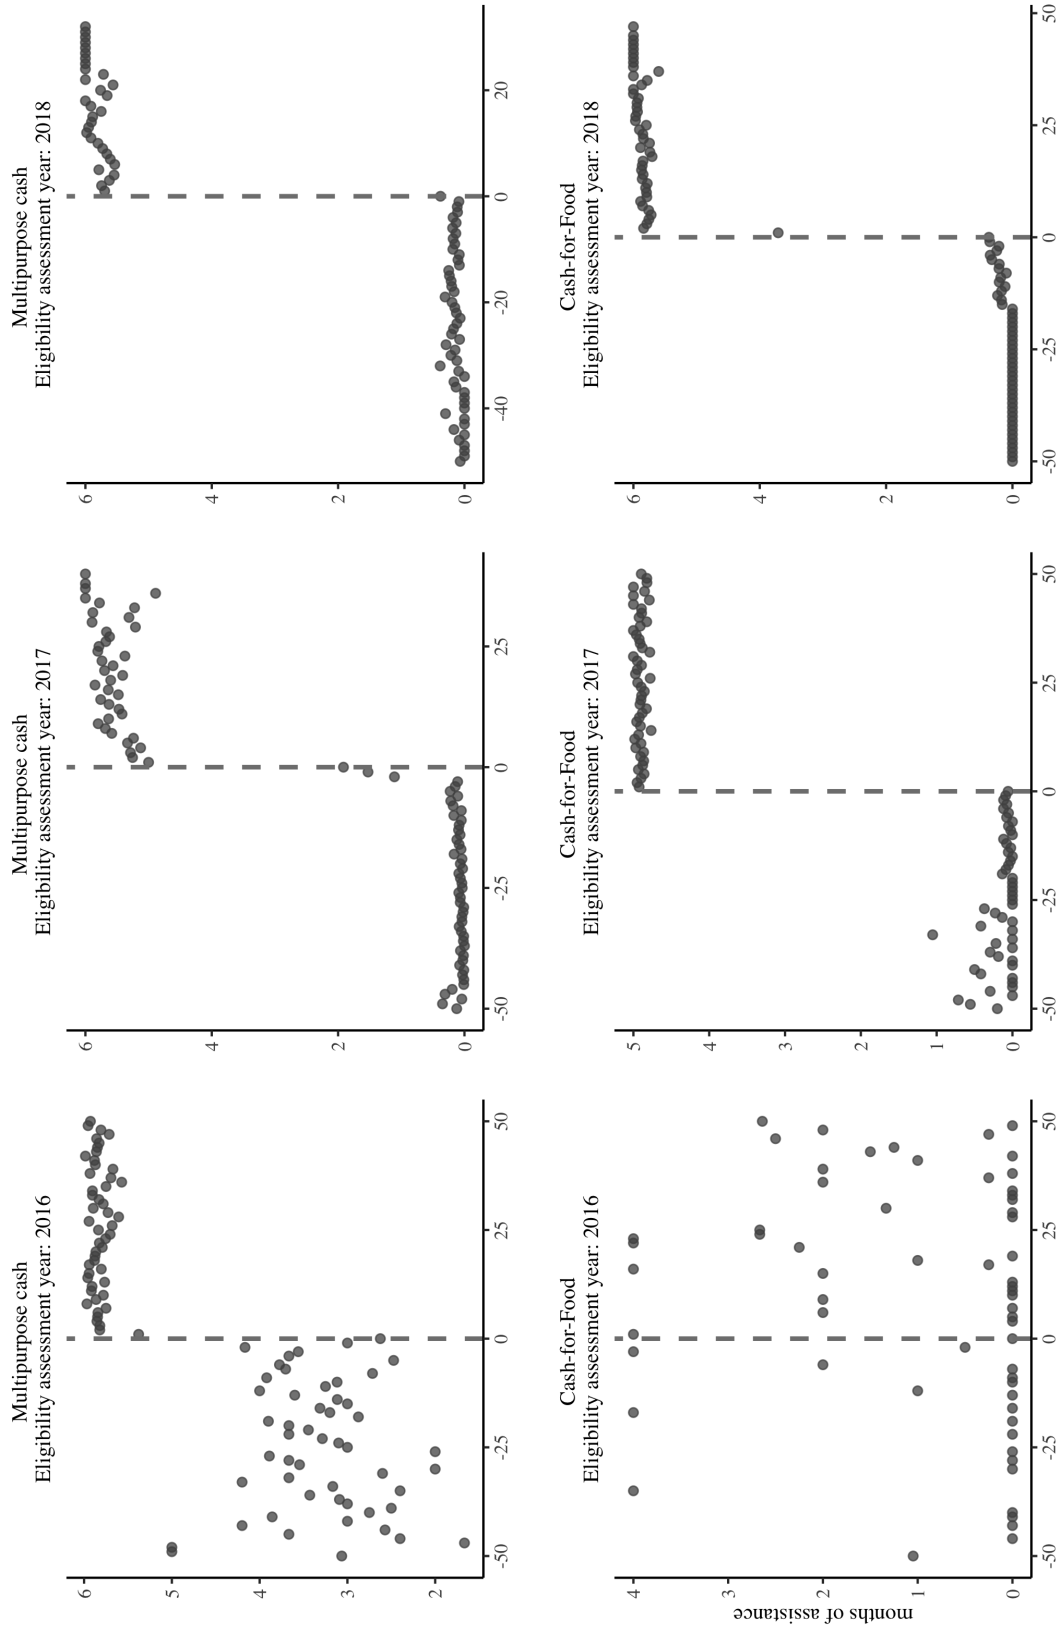 Multipurpose cash
Eligibility assessment year: 2016
6
5
4
3
2
-50 -25 0 25 50
Multipurpose cash
Eligibility assessment year: 2017
6
4
2
0
-50 -25 0 25
Multipurpose cash
Eligibility assessment year: 2018
6
4
2
0
-40 -20 0 20
Cash-for-Food
Eligibility assessment year: 2016
months of assistance
4
3
2
1
0
-50 -25 0 25 50
Cash-for-Food
Eligibility assessment year: 2017
5
4
3
2
1
0
-50 -25 0 25 50
Cash-for-Food
Eligibility assessment year: 2018
6
4
2
0
-50 -25 0 25 50